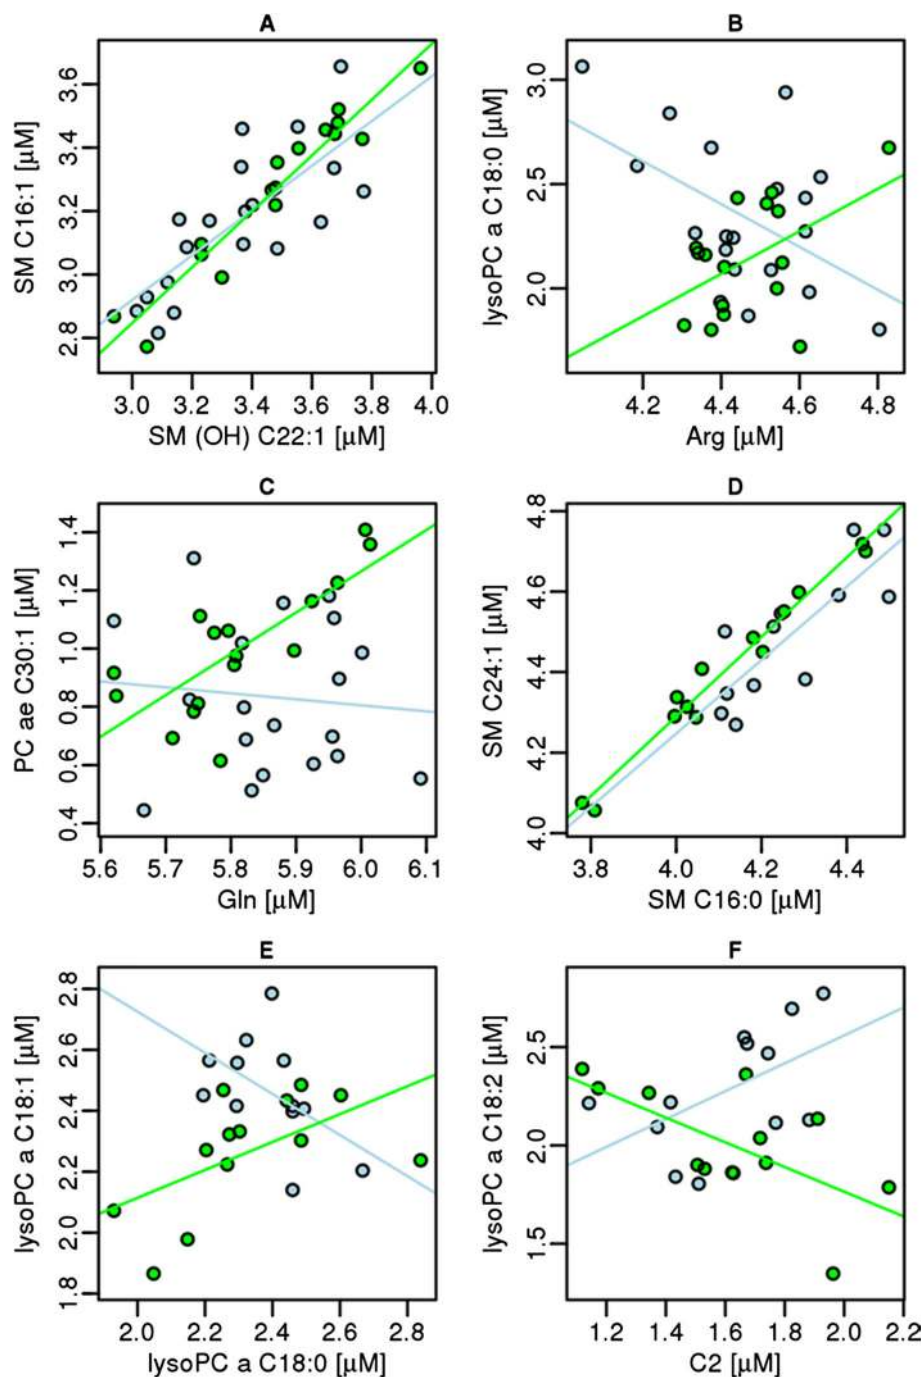 A
SM C16:1 [µM]
3.6
3.4
3.2
3.0
2.8
3.0 3.2 3.4 3.6 3.8 4.0
SM (OH) C22:1 [µM]
B
lysoPC a C18:0 [µM]
3.0
2.5
2.0
4.2 4.4 4.6 4.8
Arg [µM]
C
PC ae C30:1 [µM]
1.4
1.2
1.0
0.8
0.6
0.4
5.6 5.7 5.8 5.9 6.0 6.1
Gln [µM]
D
SM C24:1 [µM]
4.8
4.6
4.4
4.2
4.0
3.8 4.0 4.2 4.4
SM C16:0 [µM]
E
lysoPC a C18:1 [µM]
2.8
2.6
2.4
2.2
2.0
1.8
2.0 2.2 2.4 2.6 2.8
lysoPC a C18:0 [µM]
F
lysoPC a C18:2 [µM]
2.5
2.0
1.5
1.2 1.4 1.6 1.8 2.0 2.2
C2 [µM]